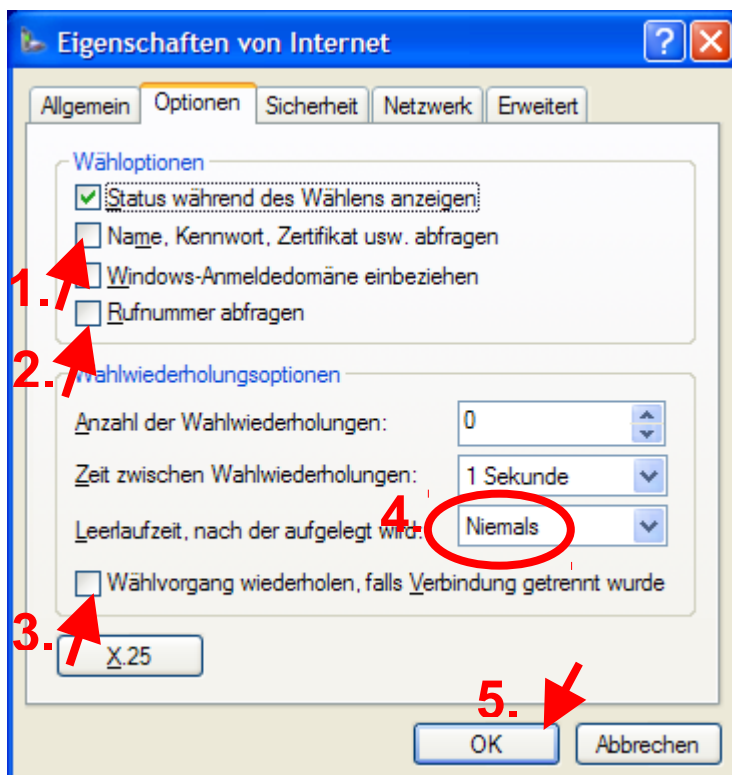 Eigenschaften von Internet
Allgemein Optionen Sicherheit Netzwerk Erweitert
Wähloptionen
Status während des Wählens anzeigen
Name, Kennwort, Zertifikat usw. abfragen
1. Windows-Anmeldedomäne einbeziehen
Rufnummer abfragen
2. Wahlwiederholungsoptionen
Anzahl der Wahlwiederholungen: 0
Zeit zwischen Wahlwiederholungen: 1 Sekunde
4.
Leerlaufzeit, nach der aufgelegt wird: Niemals
Wählvorgang wiederholen, falls Verbindung getrennt wurde
3.
X.25
5.
OK Abbrechen